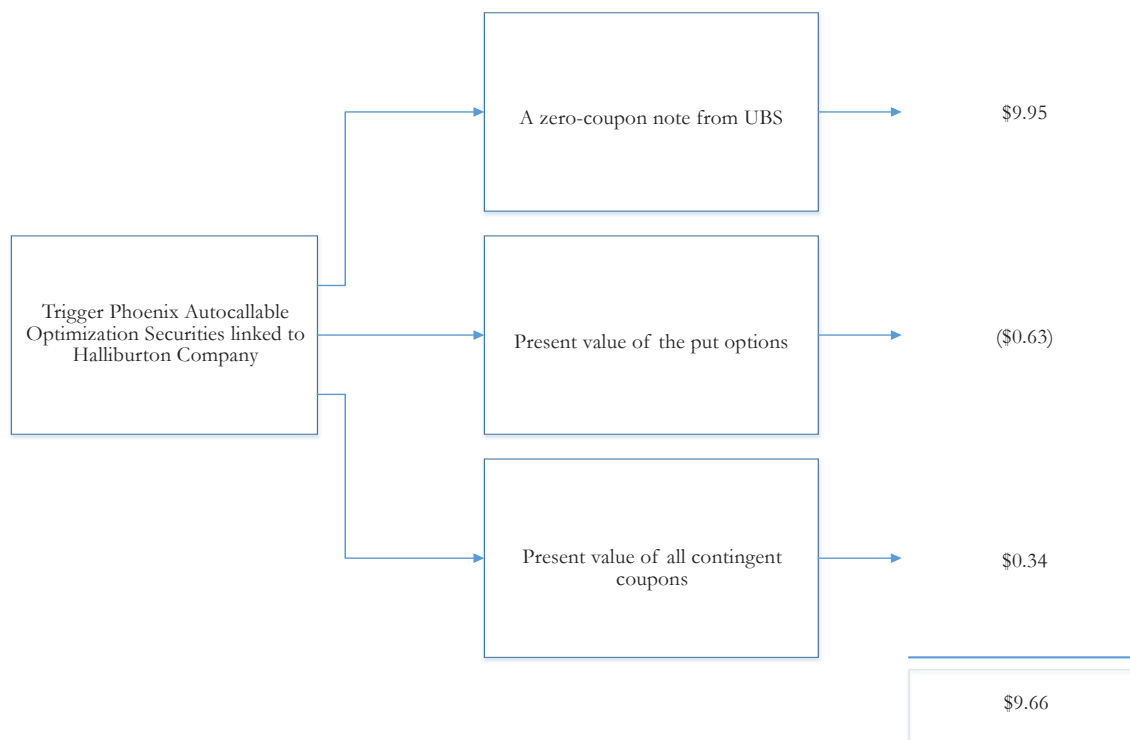 A zero-coupon note from UBS
$9.95
Trigger Phoenix Autocallable
Optimization Securities linked to
Halliburton Company
Present value of the put options
($0.63)
Present value of all contingent
coupons
$0.34
$9.66